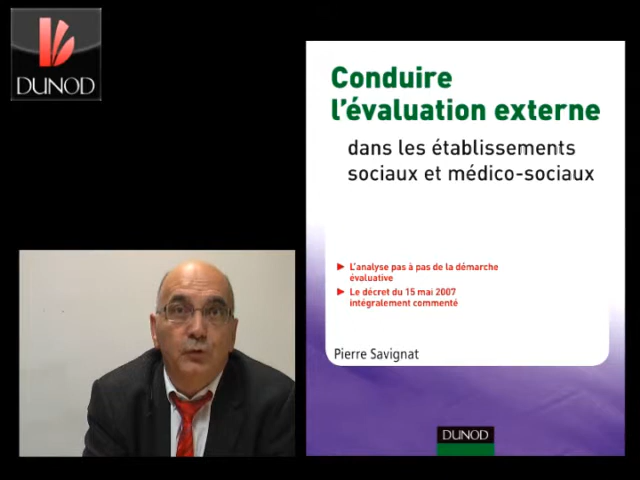 DUNOD
Conduire
l'évaluation externe
dans les établissements
sociaux et médico-sociaux
► L'analyse pas à pas de la démarche
évaluative
► Le décret du 15 mai 2007
intégralement commenté
Pierre Savignat
DUNOD